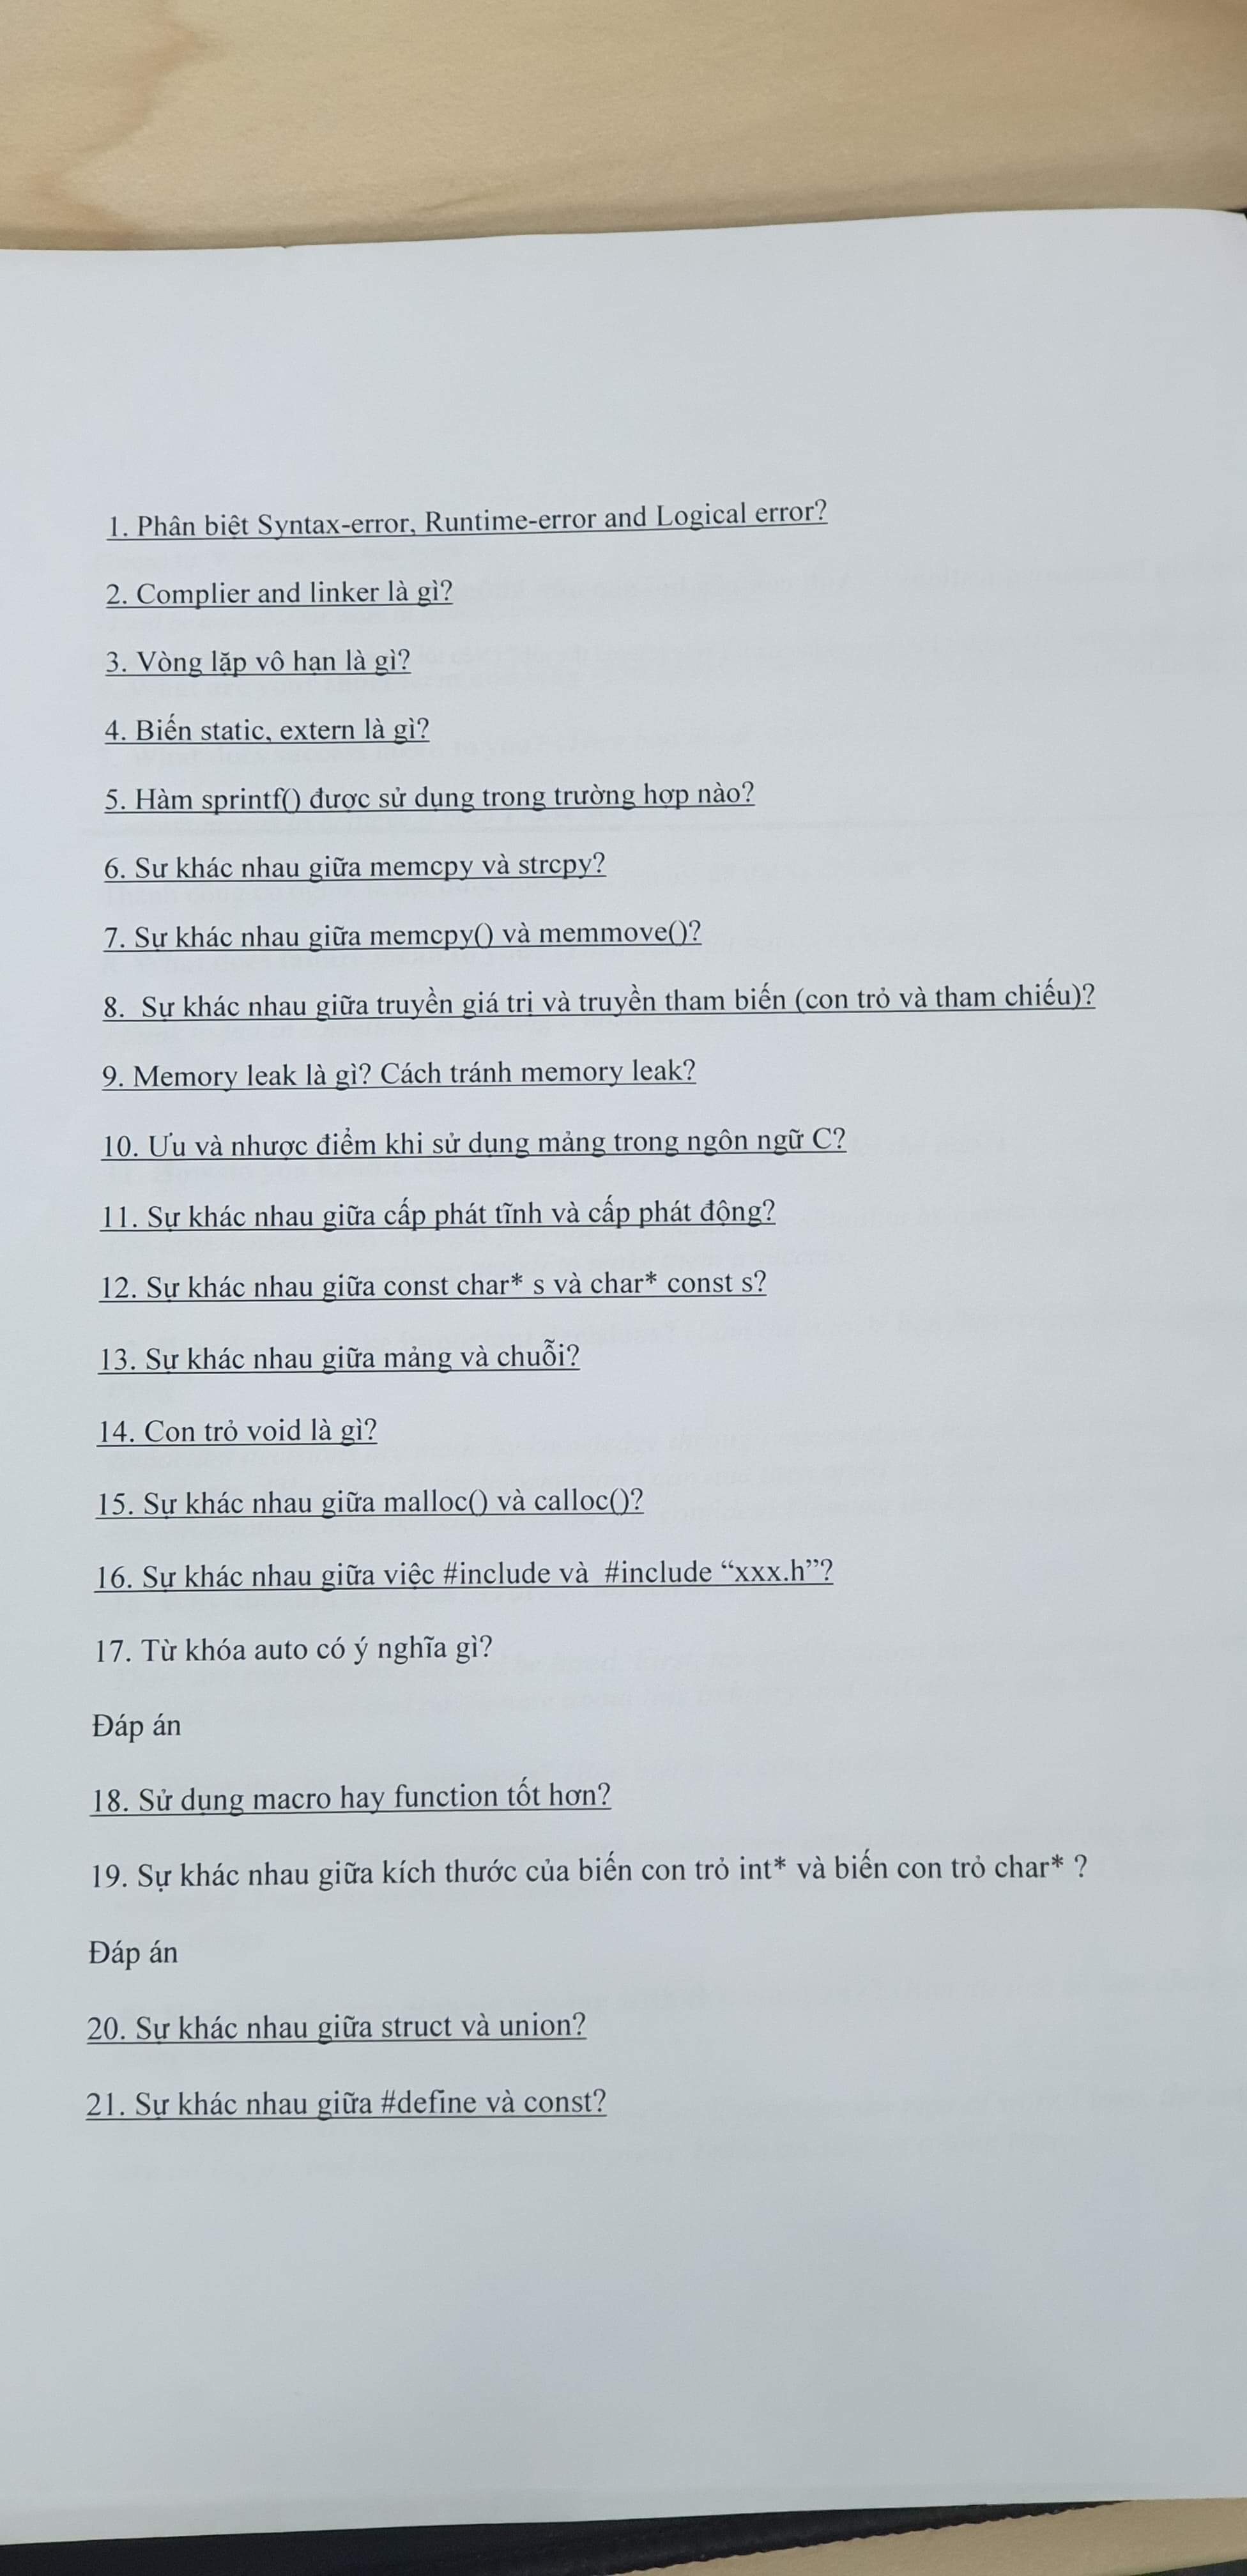 1. Phân biệt Syntax-error, Runtime-error and Logical error?
2. Complier and linker là gì?
3. Vòng lặp vô hạn là gì?
4. Biến static, extern là gì?
5. Hàm sprintf() được sử dụng trong trường hợp nào?
6. Sự khác nhau giữa memcpy và strcpy?
7. Sự khác nhau giữa memcpy() và memmove()?
8. Sự khác nhau giữa truyền giá trị và truyền tham biến (con trỏ và tham chiếu)?
9. Memory leak là gì? Cách tránh memory leak?
10. Ưu và nhược điểm khi sử dụng mảng trong ngôn ngữ C?
11. Sự khác nhau giữa cấp phát tĩnh và cấp phát động?
12. Sự khác nhau giữa const char* s và char* const s?
13. Sự khác nhau giữa mảng và chuỗi?
14. Con trỏ void là gì?
15. Sự khác nhau giữa malloc() và calloc()?
16. Sự khác nhau giữa việc #include và #include “xxx.h”?
17. Từ khóa auto có ý nghĩa gì?
Đáp án
18. Sử dụng macro hay function tốt hơn?
19. Sự khác nhau giữa kích thước của biến con trỏ int* và biến con trỏ char* ?
Đáp án
20. Sự khác nhau giữa struct và union?
21. Sự khác nhau giữa #define và const?